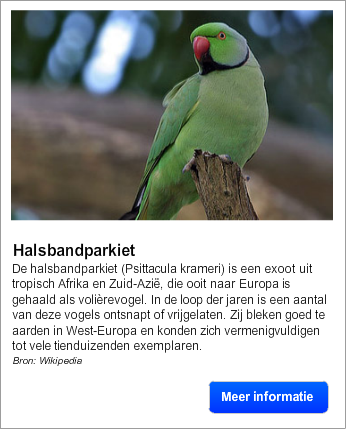 Halsbandparkiet
De halsbandparkiet (Psittacula krameri) is een exoot uit
tropisch Afrika en Zuid-Azië, die ooit naar Europa is
gehaald als volièrevogel. In de loop der jaren is een aantal
van deze vogels ontsnapt of vrijgelaten. Zij bleken goed te
aarden in West-Europa en konden zich vermenigvuldigen
tot vele tienduizenden exemplaren.
Bron: Wikipedia
Meer informatie